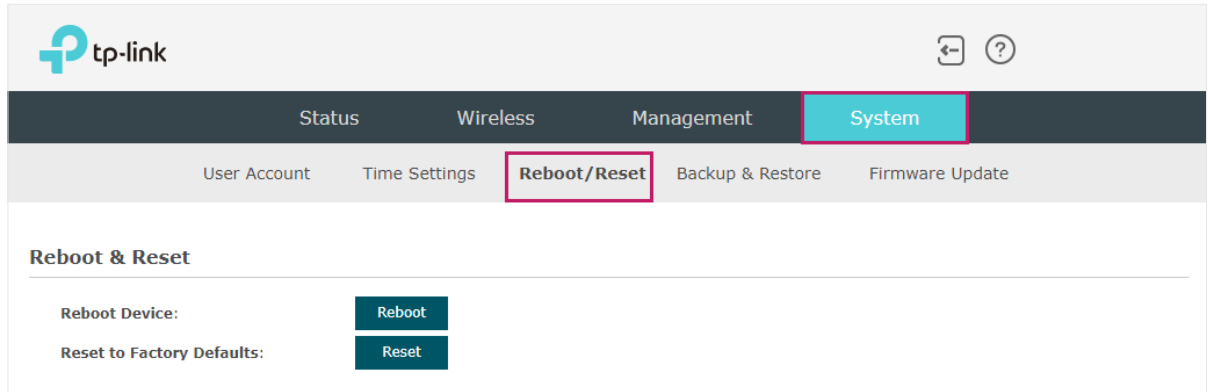 tp-link
Status Wireless Management System
User Account Time Settings Reboot/Reset Backup & Restore Firmware Update
Reboot & Reset
Reboot Device: Reboot
Reset to Factory Defaults: Reset